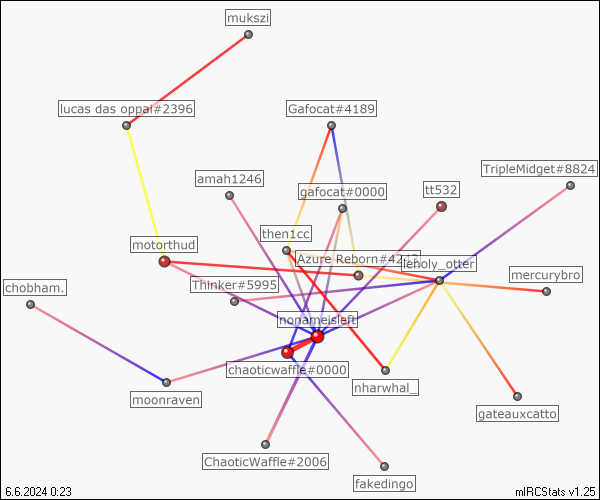 mukszi
lucas das oppai#2396
Gafocat#4189
TripleMidget#8824
amah1246
gafocat#0000
tt532
then1cc
motorthud
Azure Reborn#4242
leholy_otter
mercurybro
chobham.
Thinker#5995
nonameisleft
chaoticwaffle#0000
nharwhal_
moonraven
gateauxcatto
ChaoticWaffle#2006
fakedingo
6.6.2024 0:23
mIRCStats v1.25